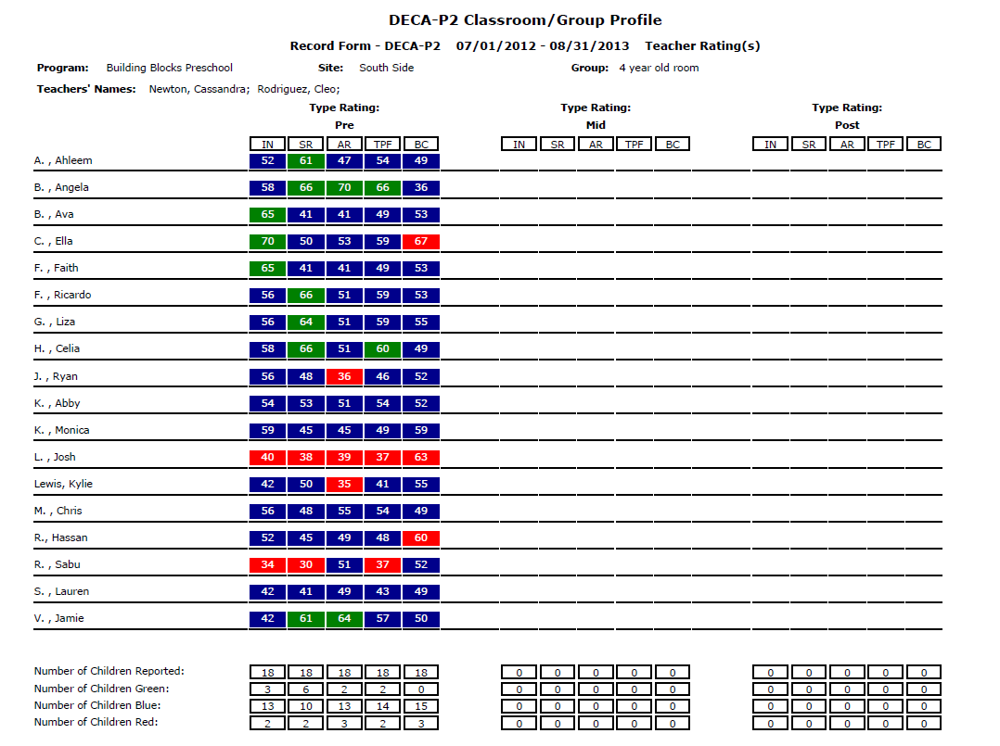 DECA-P2 Classroom/Group Profile
Record Form - DECA-P2 07/01/2012 - 08/31/2013 Teacher Rating(s)
Program: Building Blocks Preschool Site: South Side Group: 4 year old room
Teachers' Names: Newton, Cassandra; Rodriguez, Cleo;
Type Rating: Type Rating: Type Rating:
Pre Mid Post
IN SR AR TPF BC IN SR AR TPF BC IN SR AR TPF BC
A. , Ahleem 52 61 47 54 49
B. , Angela 58 66 70 66 36
B. , Ava 65 41 41 49 53
C. , Ella 70 50 53 59 67
F. , Faith 65 41 41 49 53
F. , Ricardo 56 66 51 59 53
G. , Liza 56 64 51 59 55
H. , Celia 58 66 51 60 49
J. , Ryan 56 48 36 46 52
K. , Abby 54 53 51 54 52
K. , Monica 59 45 45 49 59
L. , Josh 40 38 39 37 63
Lewis, Kylie 42 50 35 41 55
M. , Chris 56 48 55 54 49
R., Hassan 52 45 49 48 60
R. , Sabu 34 30 51 37 52
S. , Lauren 42 41 49 43 49
V. , Jamie 42 61 64 57 50
Number of Children Reported: 18 18 18 18 18 0 0 0 0 0 0 0 0 0 0
Number of Children Green: 3 6 2 2 0 0 0 0 0 0 0 0 0 0 0
Number of Children Blue: 13 10 13 14 15 0 0 0 0 0 0 0 0 0 0
Number of Children Red: 2 2 3 2 3 0 0 0 0 0 0 0 0 0 0